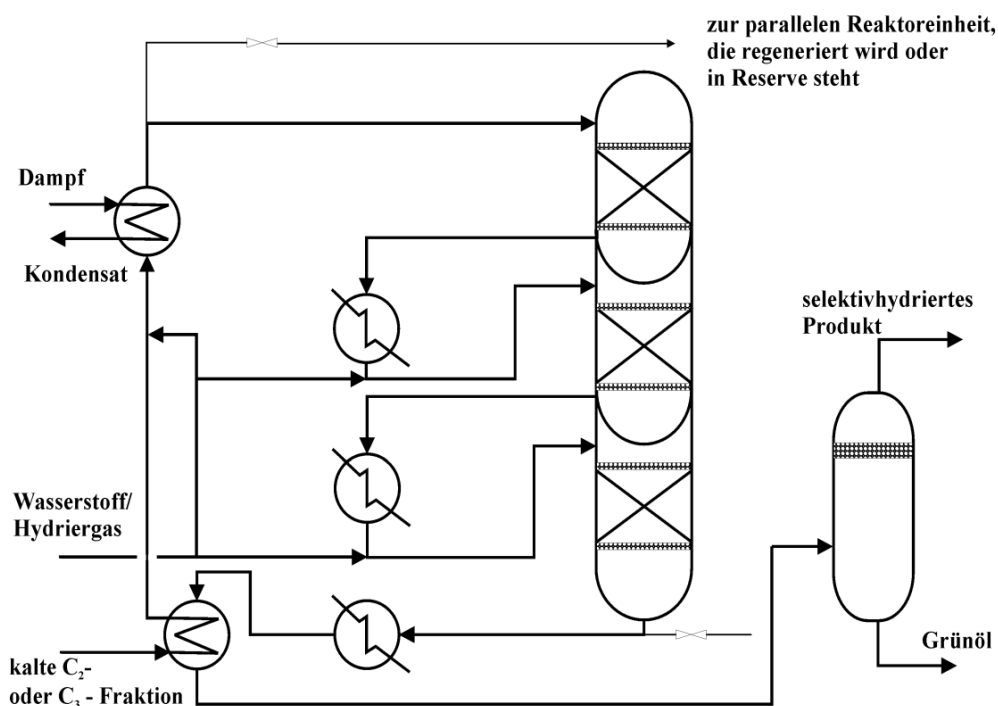 zur parallelen Reaktoreinheit,
die regeneriert wird oder
in Reserve steht
Dampf
Kondensat
selektivhydriertes
Produkt
Wasserstoff/
Hydriergas
kalte C₂-
oder C₃ - Fraktion
Grünöl